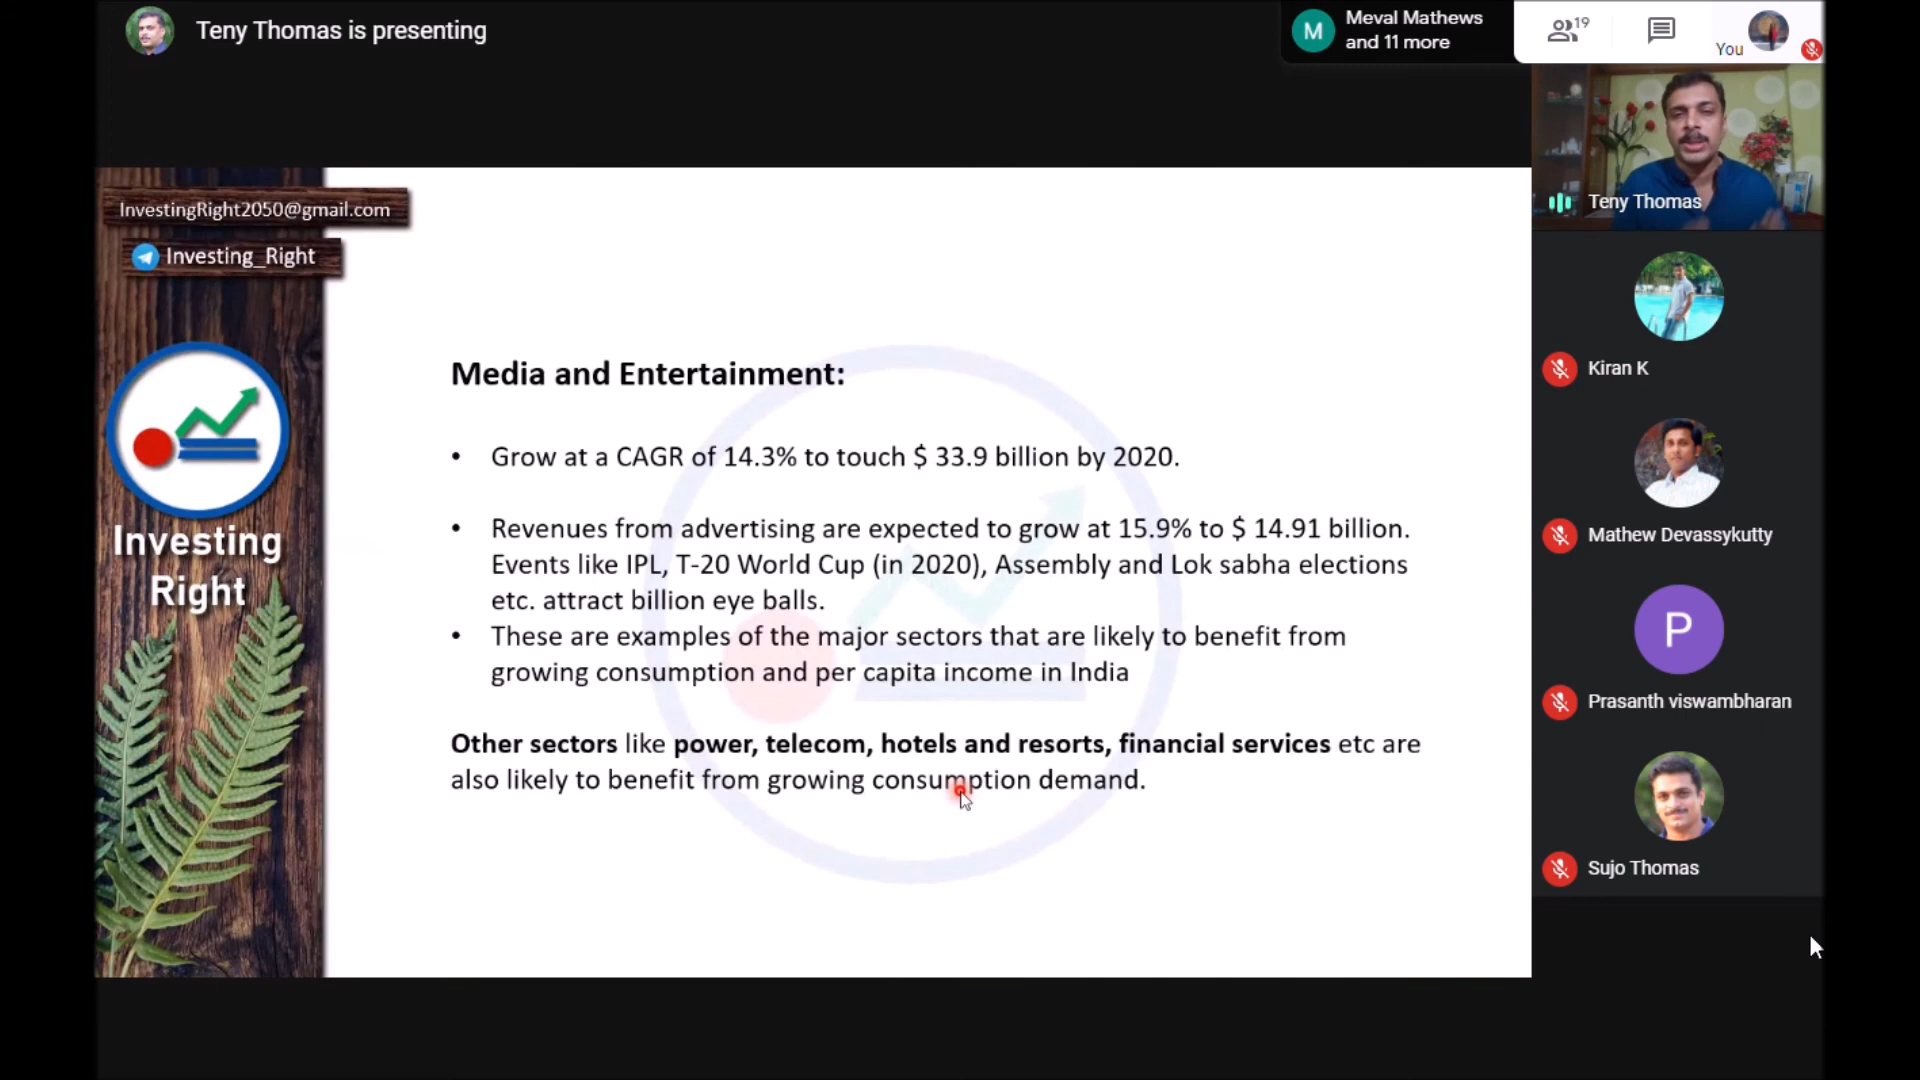 Teny Thomas is presenting
M
Meval Mathews
and 11 more
19
You
InvestingRight2050@gmail.com
Investing_Right
Investing
Right
Media and Entertainment:
• Grow at a CAGR of 14.3% to touch $ 33.9 billion by 2020.
• Revenues from advertising are expected to grow at 15.9% to $ 14.91 billion.
Events like IPL, T-20 World Cup (in 2020), Assembly and Lok sabha elections
etc. attract billion eye balls.
• These are examples of the major sectors that are likely to benefit from
growing consumption and per capita income in India
Other sectors like power, telecom, hotels and resorts, financial services etc are
also likely to benefit from growing consumption demand.
Teny Thomas
Kiran K
Mathew Devassykutty
P
Prasanth viswambharan
Sujo Thomas